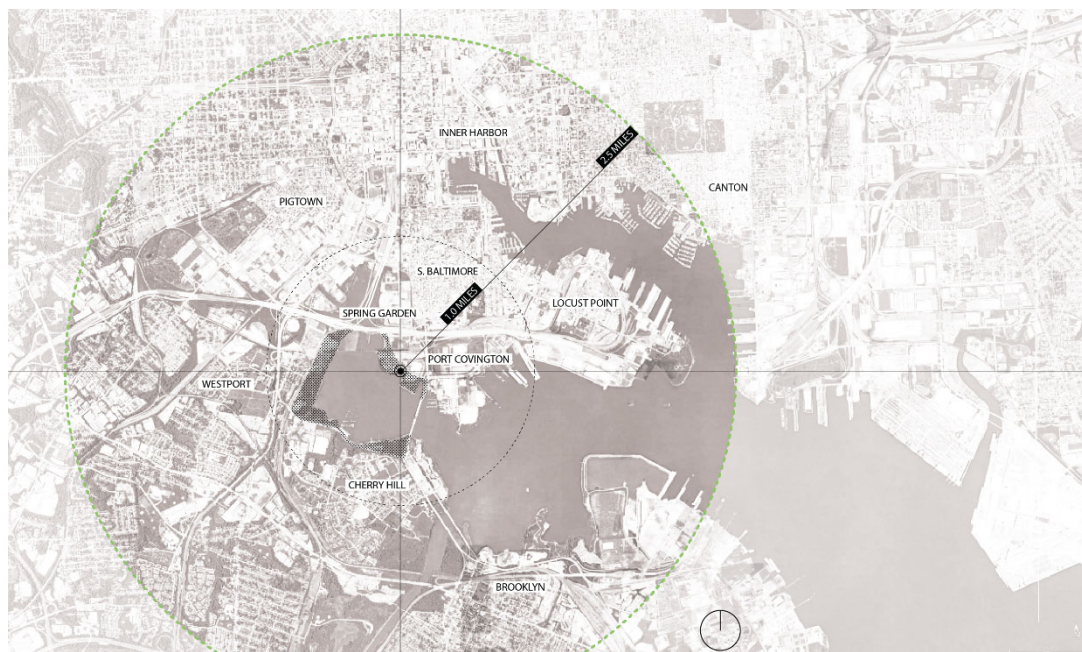 INNER HARBOR
2.5 MILES
CANTON
PIGTOWN
S. BALTIMORE
1.0 MILES
LOCUST POINT
SPRING GARDEN
PORT COVINGTON
WESTPORT
CHERRY HILL
BROOKLYN